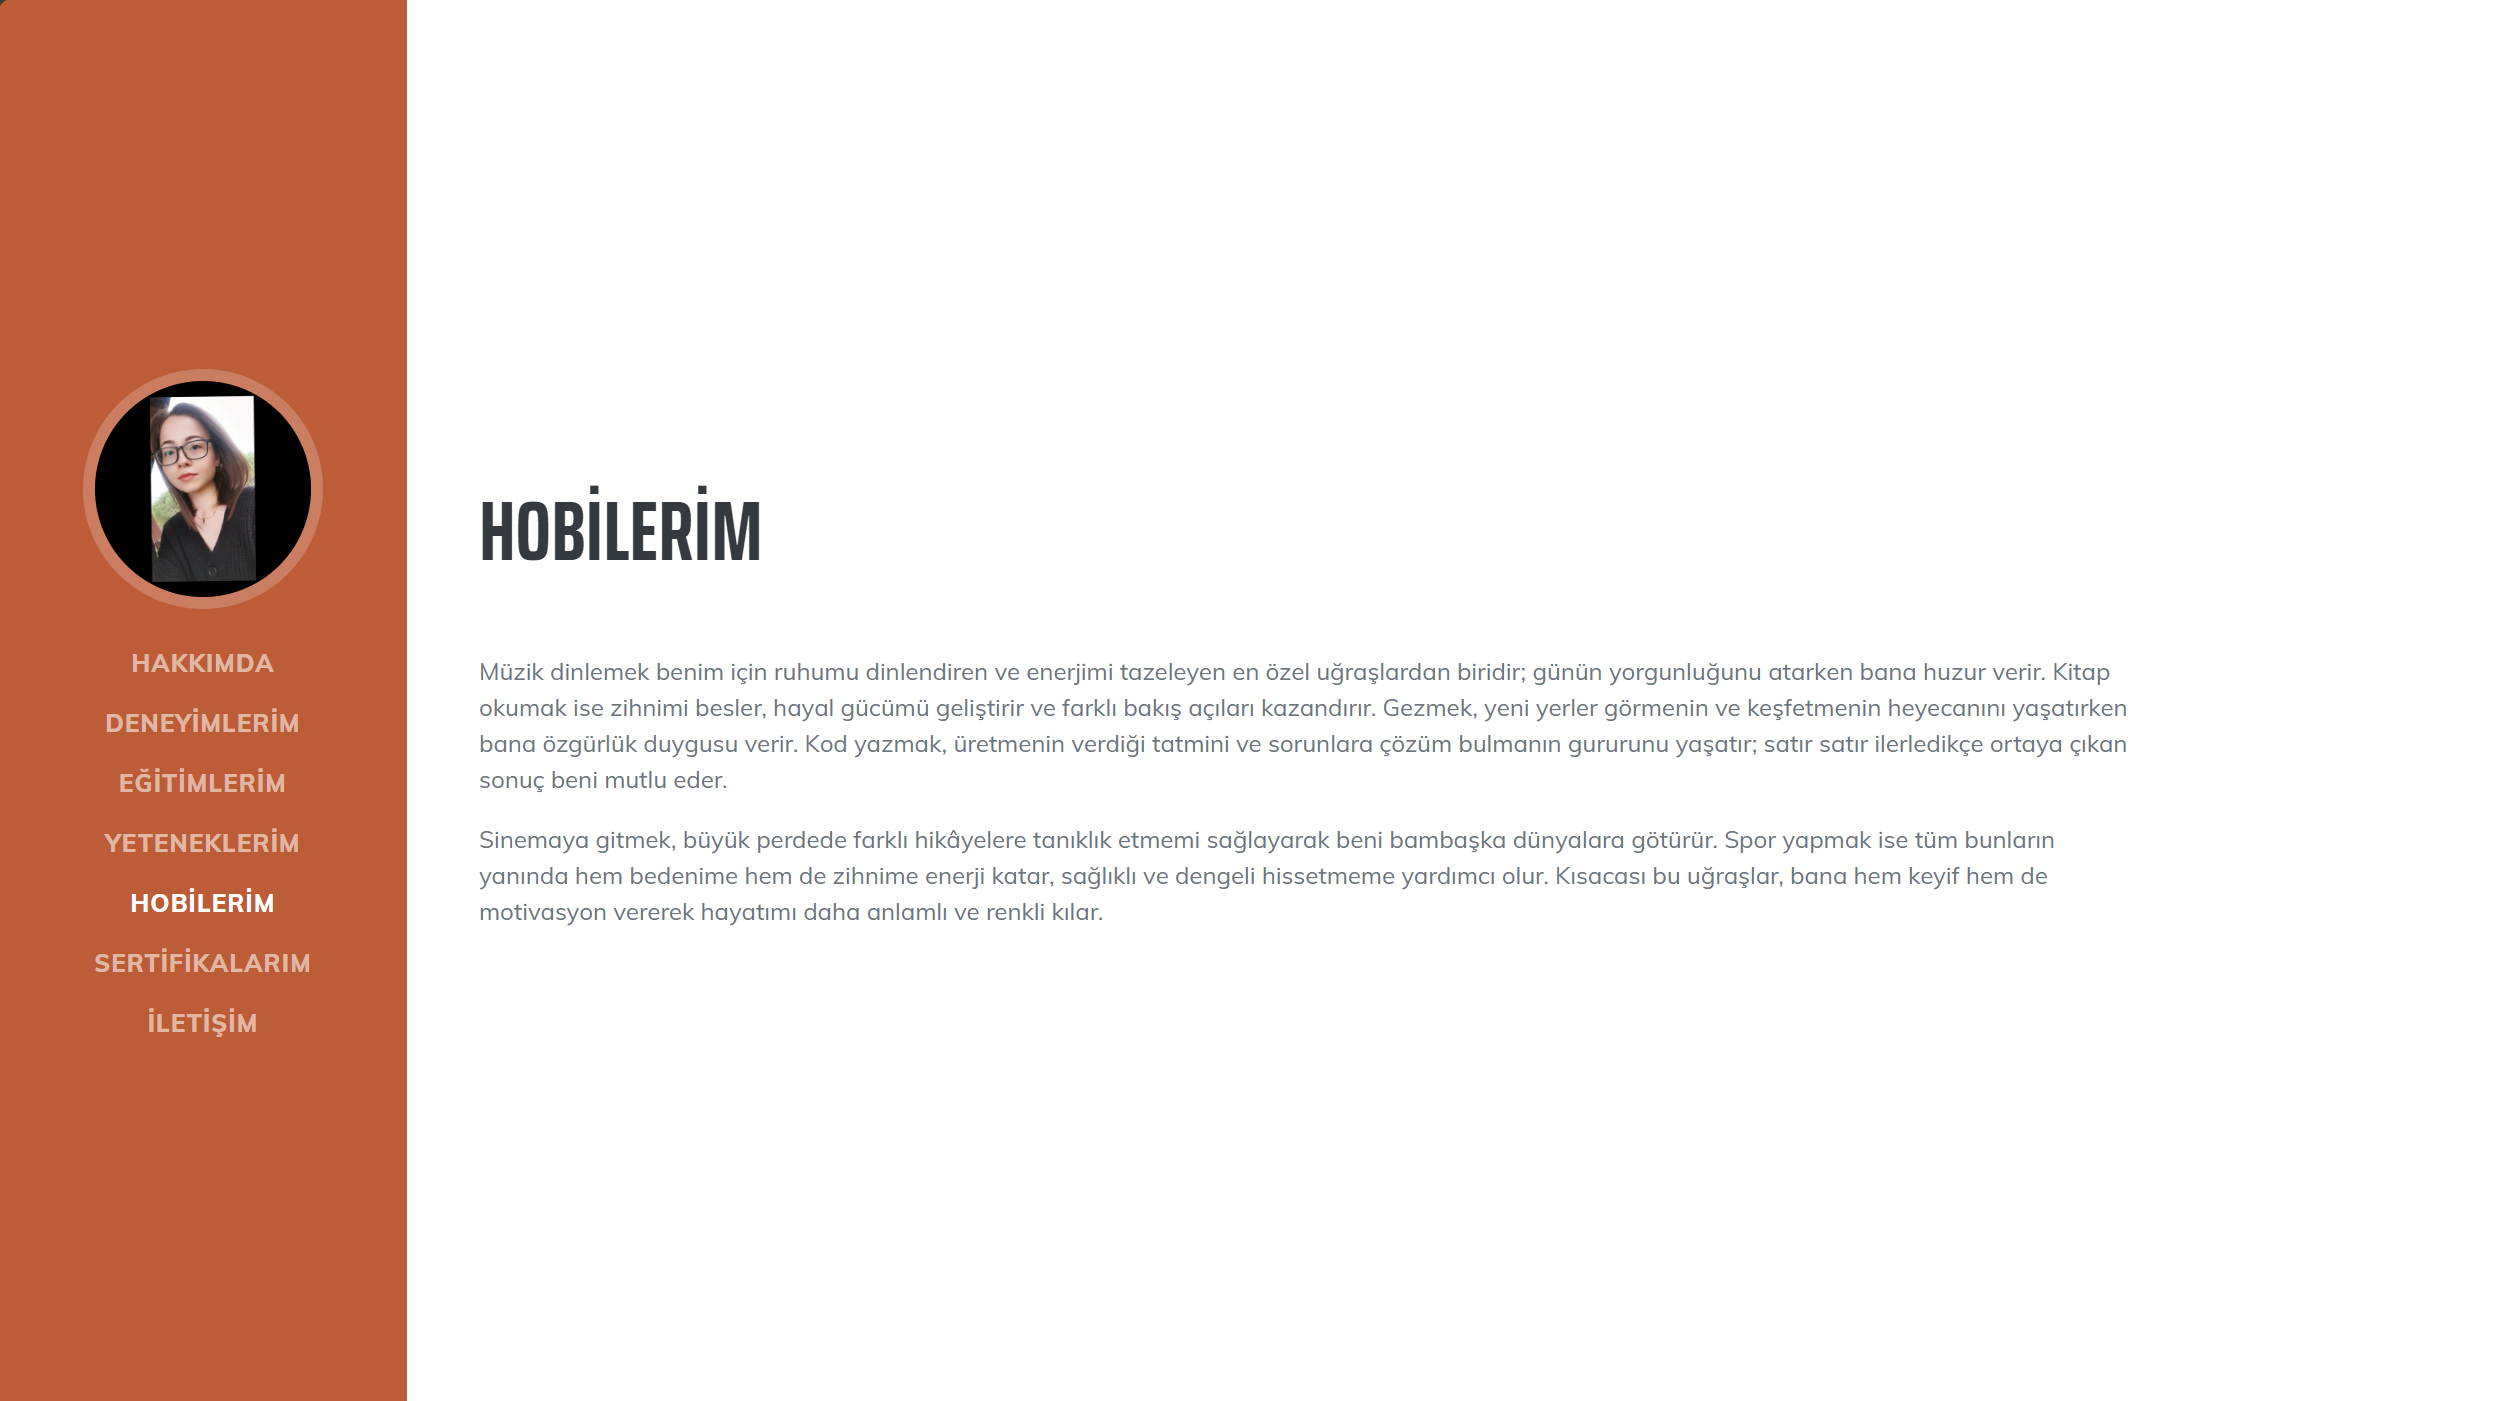 HAKKIMDA
DENEYİMLERİM
EĞİTİMLERİM
YETENEKLERİM
HOBİLERİM
SERTİFİKALARIM
İLETİŞİM
HOBİLERİM
Müzik dinlemek benim için ruhumu dinlendiren ve enerjimi tazeleyen en özel uğraşlardan biridir; günün yorgunluğunu atarken bana huzur verir. Kitap
okumak ise zihnimi besler, hayal gücümü geliştirir ve farklı bakış açıları kazandırır. Gezmek, yeni yerler görmenin ve keşfetmenin heyecanını yaşatırken
bana özgürlük duygusu verir. Kod yazmak, üretmenin verdiği tatmini ve sorunlara çözüm bulmanın gururunu yaşatır; satır satır ilerledikçe ortaya çıkan
sonuç beni mutlu eder.
Sinemaya gitmek, büyük perdede farklı hikâyelere tanıklık etmemi sağlayarak beni bambaşka dünyalara götürür. Spor yapmak ise tüm bunların
yanında hem bedenime hem de zihnime enerji katar, sağlıklı ve dengeli hissetmeme yardımcı olur. Kısacası bu uğraşlar, bana hem keyif hem de
motivasyon vererek hayatımı daha anlamlı ve renkli kılar.